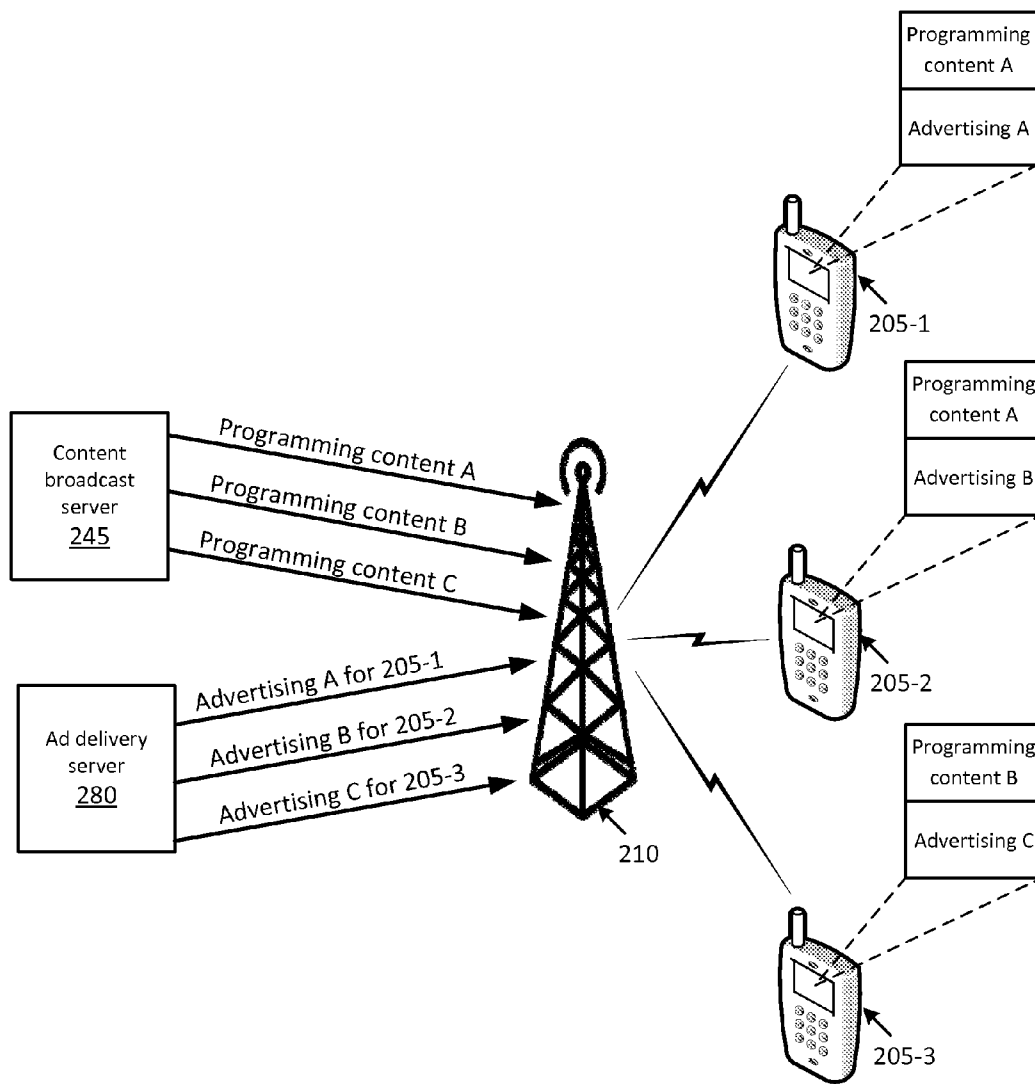 Programming
content A
Advertising A
205-1
Programming
content A
Advertising B
205-2
Programming
content B
Advertising C
205-3
Content
broadcast
server
245
Programming content A
Programming content B
Programming content C
Ad delivery
server
280
Advertising A for 205-1
Advertising B for 205-2
Advertising C for 205-3
210